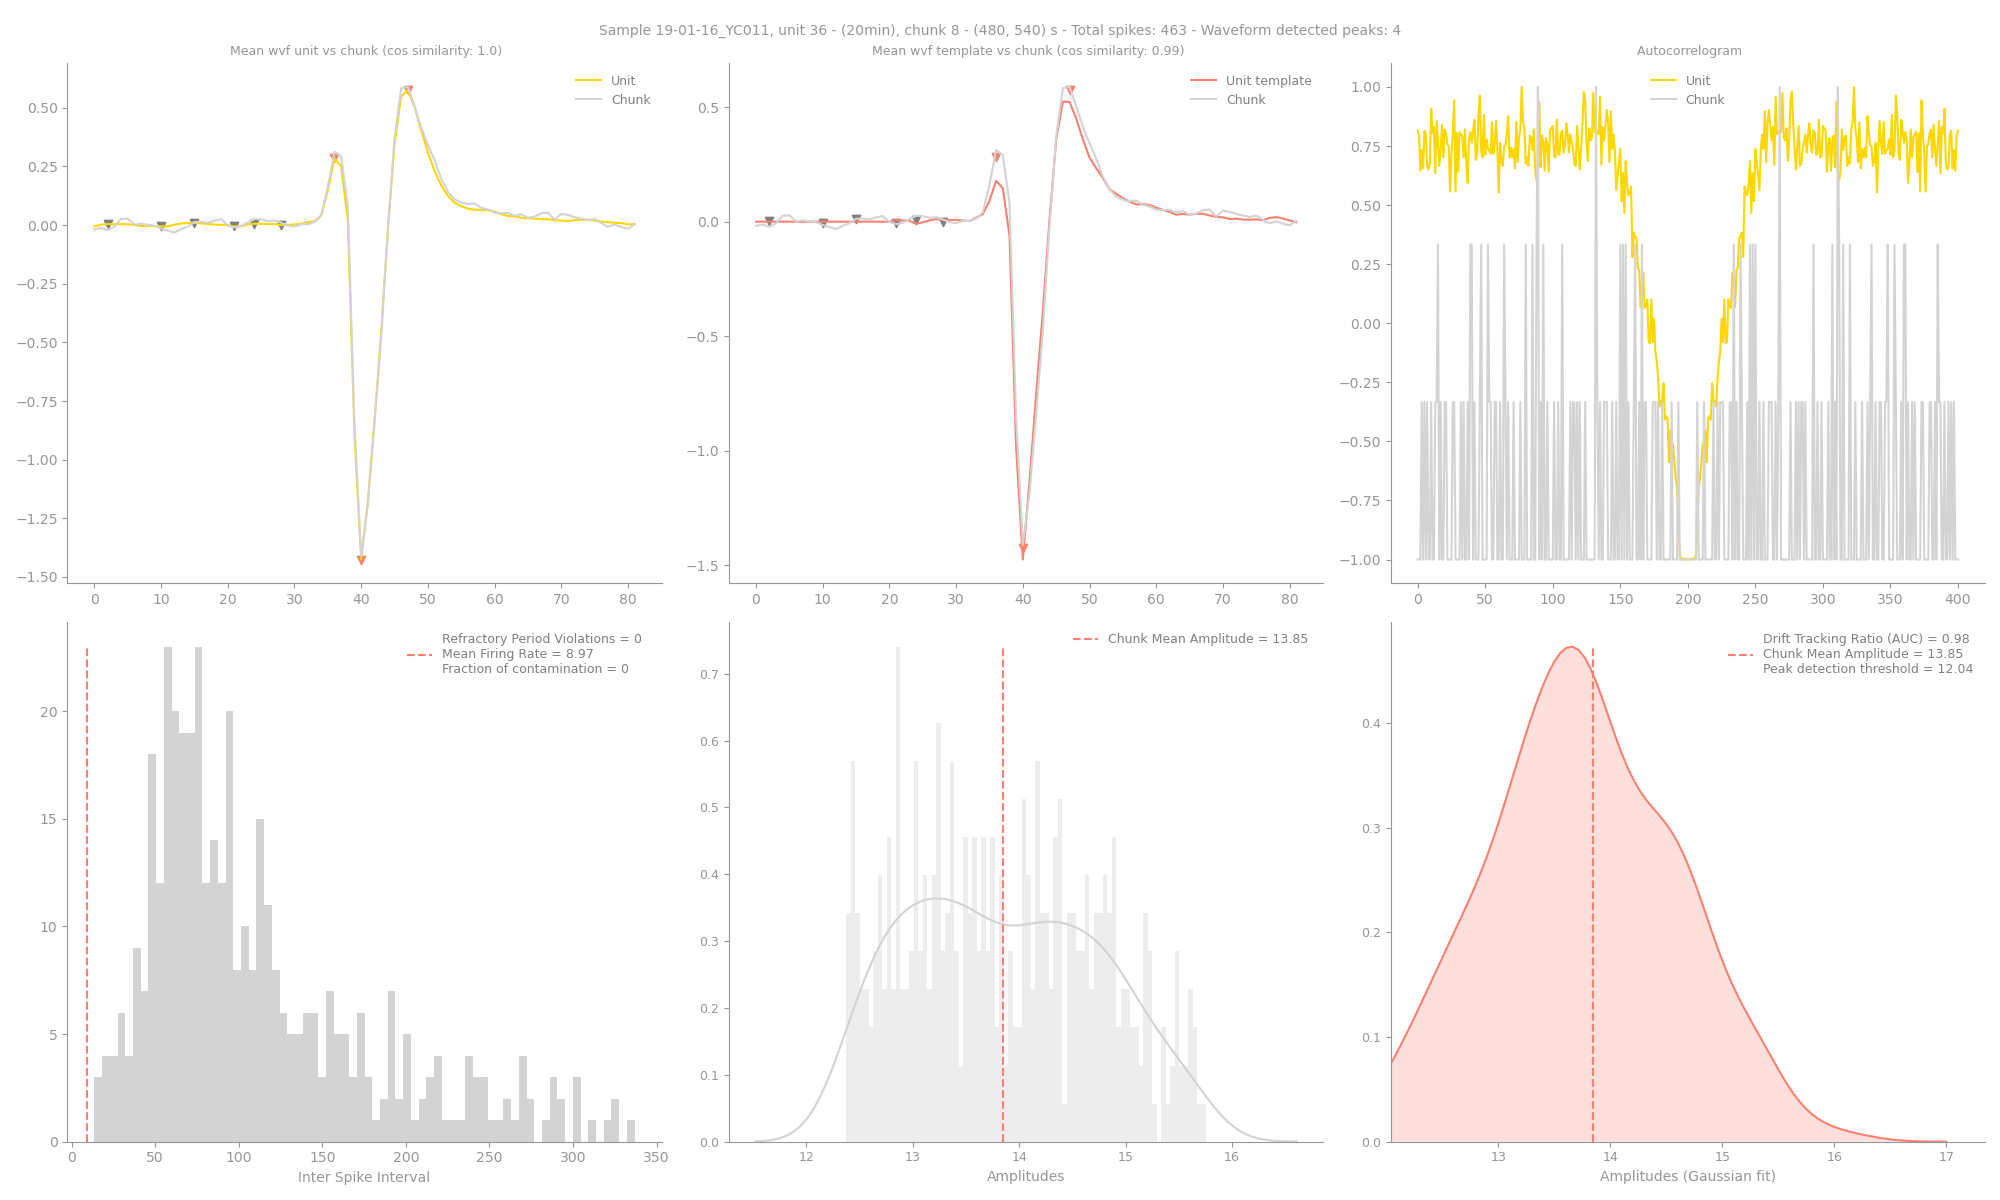 Sample 19-01-16_YC011, unit 36 - (20min), chunk 8 - (480, 540) s - Total spikes: 463 - Waveform detected peaks: 4
Mean wvf unit vs chunk (cos similarity: 1.0)
Unit
Chunk
0.50
0.25
0.00
−0.25
−0.50
−0.75
−1.00
−1.25
−1.50
0 10 20 30 40 50 60 70 80
Mean wvf template vs chunk (cos similarity: 0.99)
Unit template
Chunk
0.5
0.0
−0.5
−1.0
−1.5
0 10 20 30 40 50 60 70 80
Autocorrelogram
Unit
Chunk
1.00
0.75
0.50
0.25
0.00
−0.25
−0.50
−0.75
−1.00
0 50 100 150 200 250 300 350 400
Refractory Period Violations = 0
Mean Firing Rate = 8.97
Fraction of contamination = 0
20
15
10
5
0
0 50 100 150 200 250 300 350
Inter Spike Interval
Chunk Mean Amplitude = 13.85
0.7
0.6
0.5
0.4
0.3
0.2
0.1
0.0
12 13 14 15 16
Amplitudes
Drift Tracking Ratio (AUC) = 0.98
Chunk Mean Amplitude = 13.85
Peak detection threshold = 12.04
0.4
0.3
0.2
0.1
0.0
13 14 15 16 17
Amplitudes (Gaussian fit)